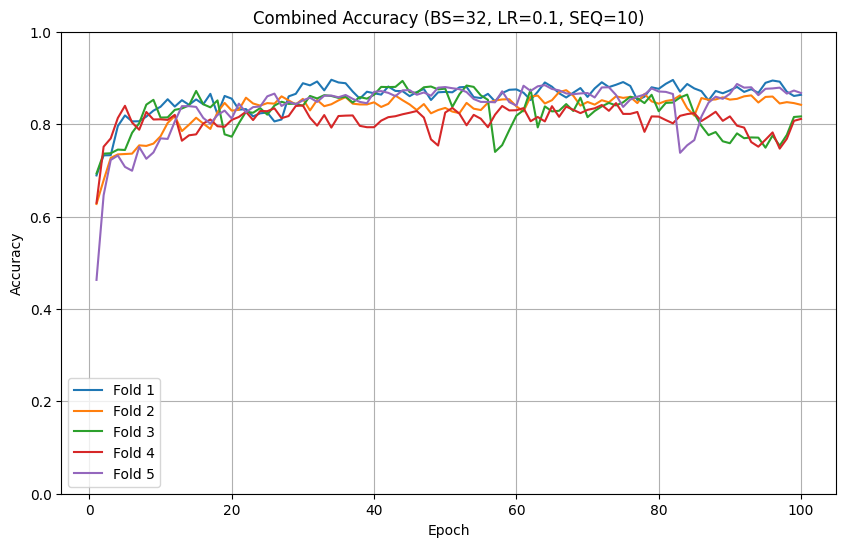 Combined Accuracy (BS=32, LR=0.1, SEQ=10)
1.0
0.8
0.6
0.4
0.2
0.0
Accuracy
Fold 1
Fold 2
Fold 3
Fold 4
Fold 5
0 20 40 60 80 100
Epoch